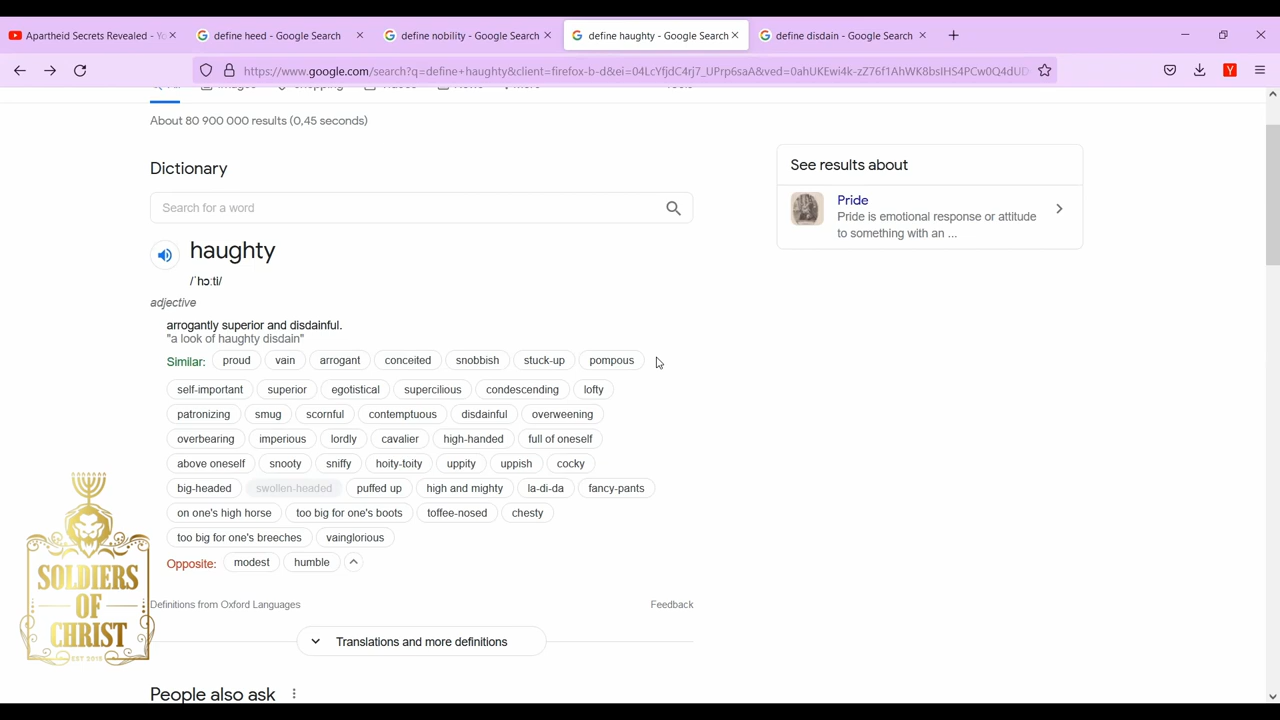 Apartheid Secrets Revealed - Yo
define heed - Google Search
define nobility - Google Search
define haughty - Google Search
define disdain - Google Search
https://www.google.com/search?q=define+haughty&client=firefox-b-d&ei=04LcYfjdC4rj7_UPrp6saA&ved=0ahUKEwi4k-zZ76f1AhWK8bsIHS4PCw0Q4dUD
About 80 900 000 results (0,45 seconds)
Dictionary
Search for a word
haughty
/ˈhɔːti/
adjective
arrogantly superior and disdainful.
"a look of haughty disdain"
Similar: proud vain arrogant conceited snobbish stuck-up pompous
self-important superior egotistical supercilious condescending lofty
patronizing smug scornful contemptuous disdainful overweening
overbearing imperious lordly cavalier high-handed full of oneself
above oneself snooty sniffy hoity-toity uppity uppish cocky
big-headed swollen-headed puffed up high and mighty la-di-da fancy-pants
on one's high horse too big for one's boots toffee-nosed chesty
too big for one's breeches vainglorious
Opposite: modest humble
Definitions from Oxford Languages
Feedback
Translations and more definitions
People also ask
See results about
Pride
Pride is emotional response or attitude
to something with an ...
SOLDIERS
OF
CHRIST
EST 2015